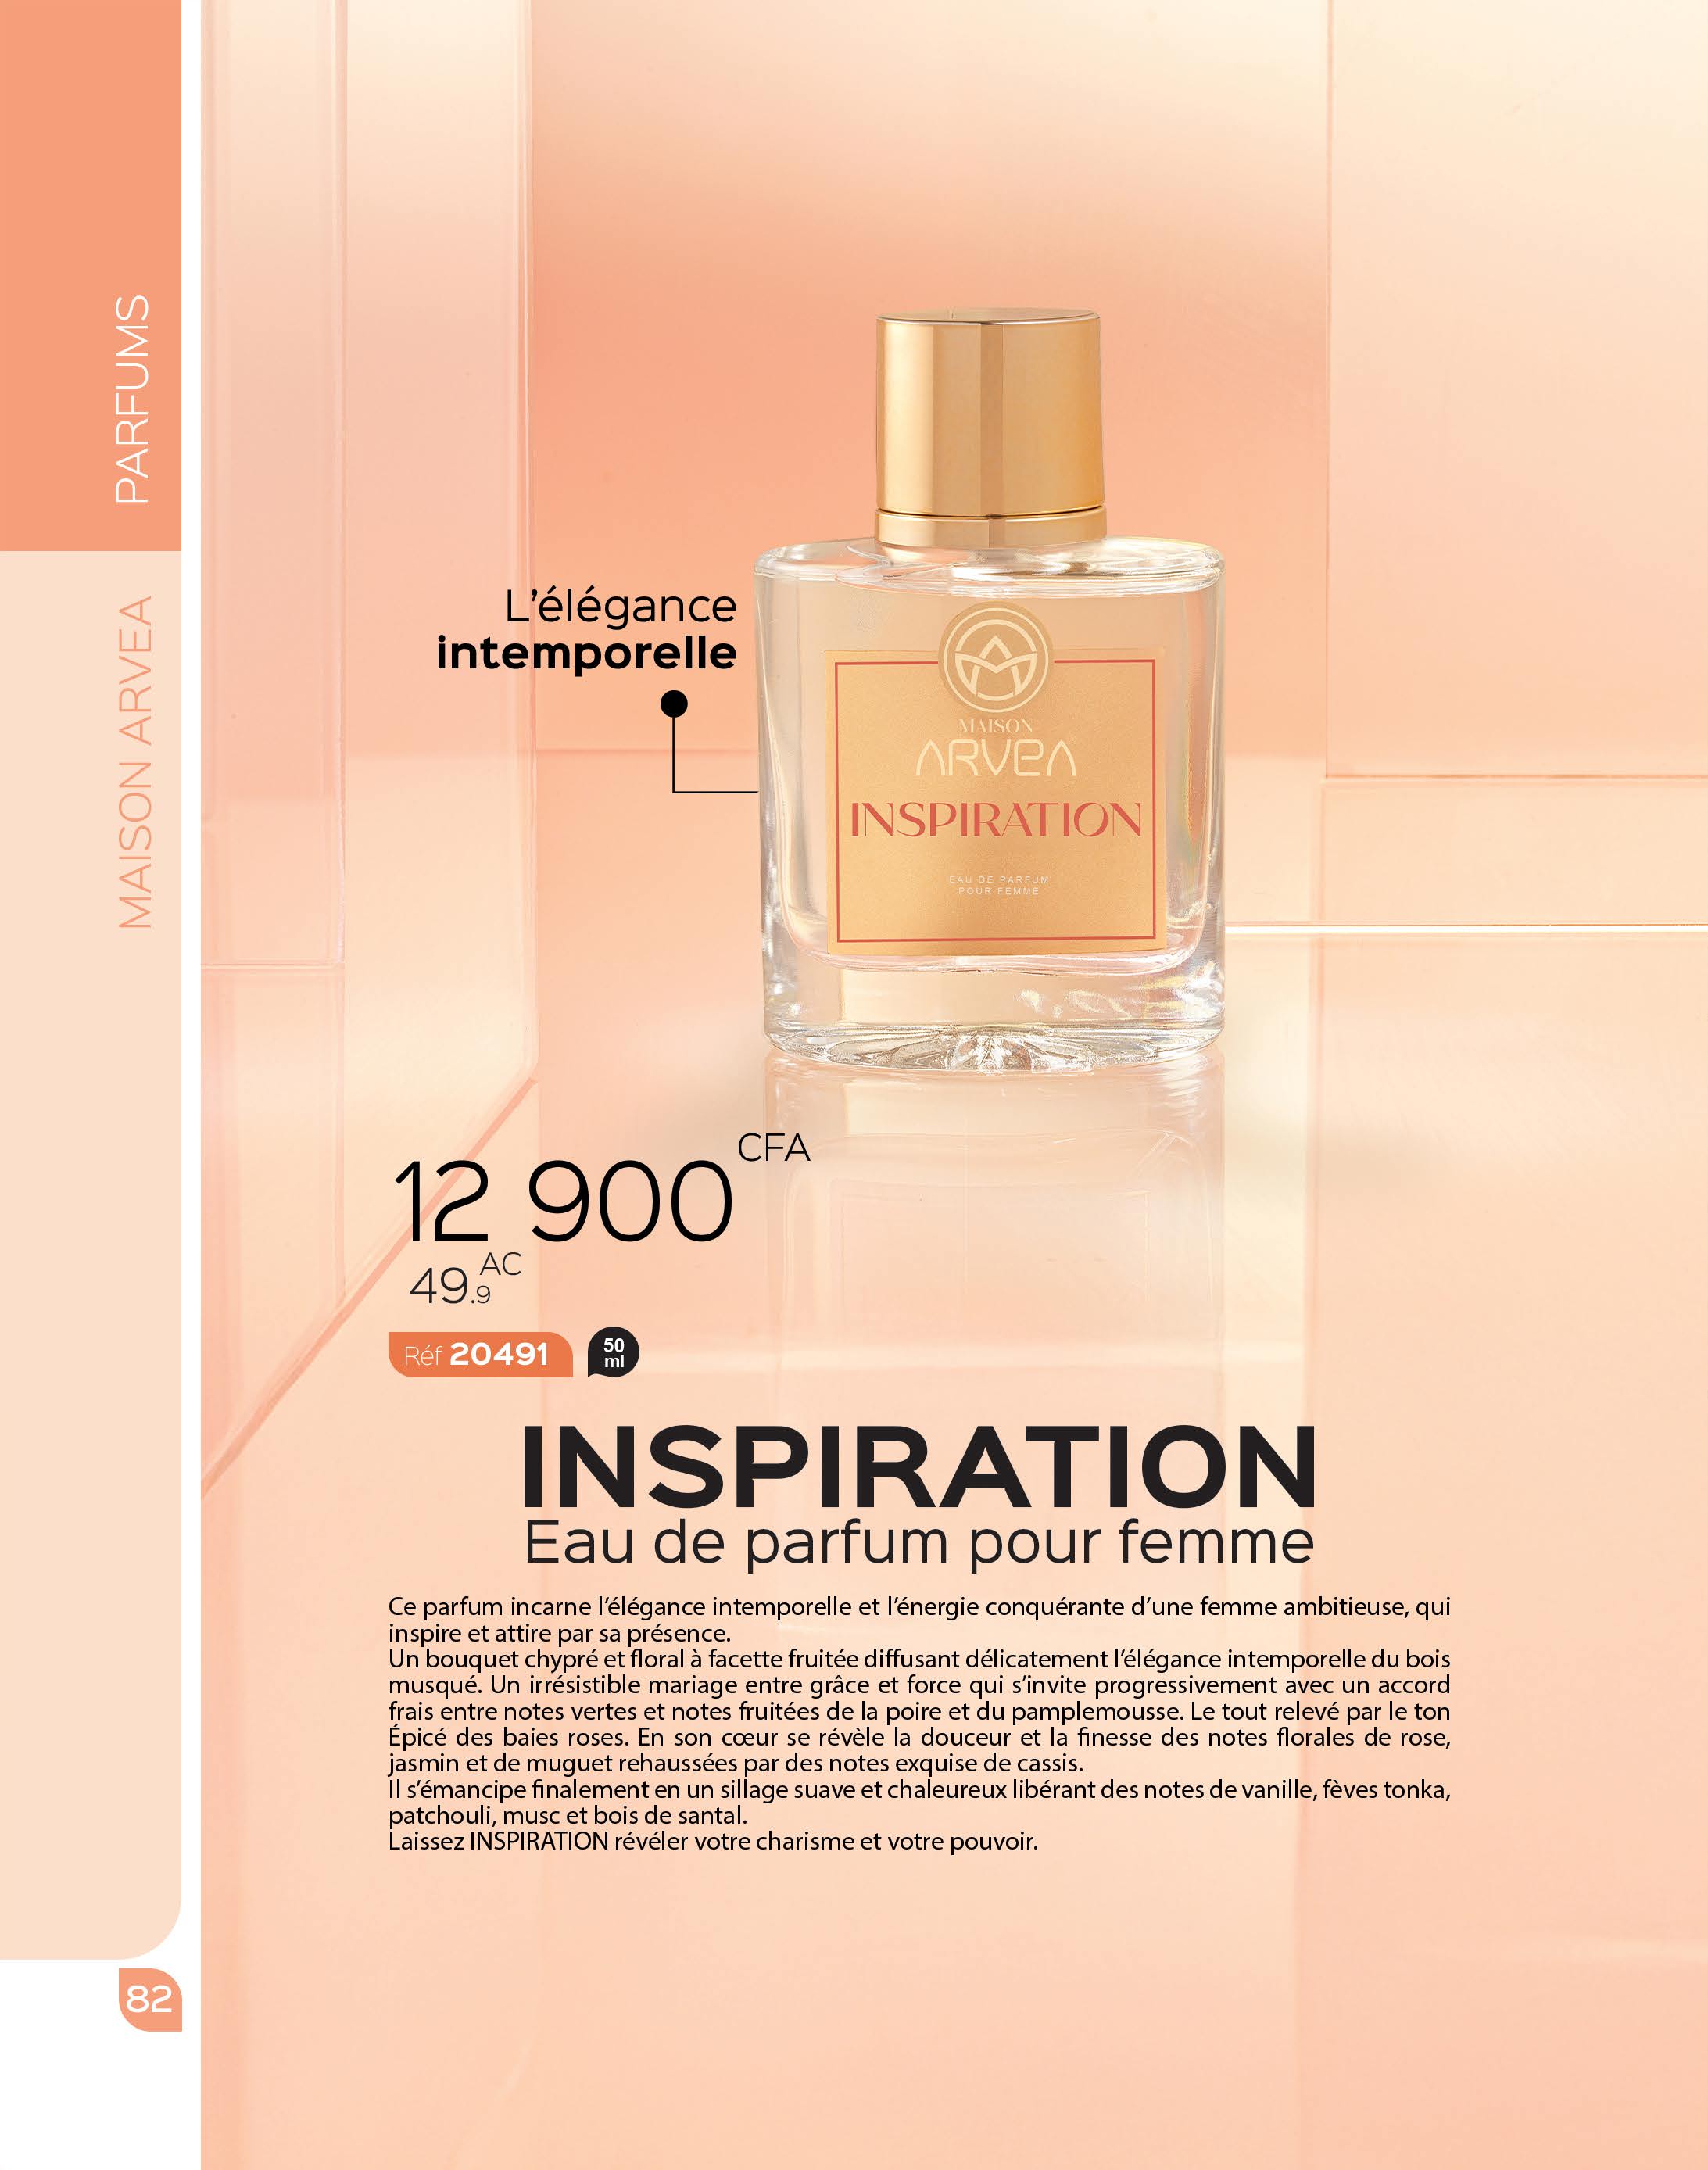 PARFUMS
MAISON ARVEA
L'élégance
intemporelle
MAISON
ARVEA
INSPIRATION
EAU DE PARFUM
POUR FEMME
12 900 CFA
49.9 AC
Réf 20491
50
ml
INSPIRATION
Eau de parfum pour femme
Ce parfum incarne l'élégance intemporelle et l'énergie conquérante d'une femme ambitieuse, qui
inspire et attire par sa présence.
Un bouquet chypré et floral à facette fruitée diffusant délicatement l'élégance intemporelle du bois
musqué. Un irrésistible mariage entre grâce et force qui s'invite progressivement avec un accord
frais entre notes vertes et notes fruitées de la poire et du pamplemousse. Le tout relevé par le ton
Épicé des baies roses. En son cœur se révèle la douceur et la finesse des notes florales de rose,
jasmin et de muguet rehaussées par des notes exquise de cassis.
Il s'émancipe finalement en un sillage suave et chaleureux libérant des notes de vanille, fèves tonka,
patchouli, musc et bois de santal.
Laissez INSPIRATION révéler votre charisme et votre pouvoir.
82